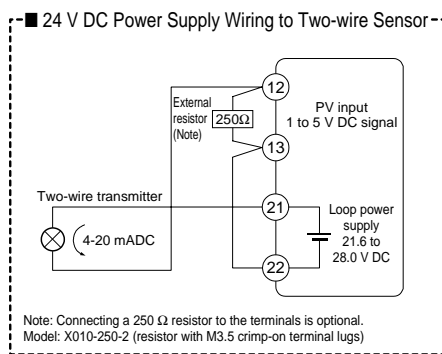 ■ 24 V DC Power Supply Wiring to Two-wire Sensor
12
External
resistor
(Note)
250Ω
PV input
1 to 5 V DC signal
13
Two-wire transmitter
21
4-20 mADC
Loop power
supply
21.6 to
28.0 V DC
22
Note: Connecting a 250 Ω resistor to the terminals is optional.
Model: X010-250-2 (resistor with M3.5 crimp-on terminal lugs)